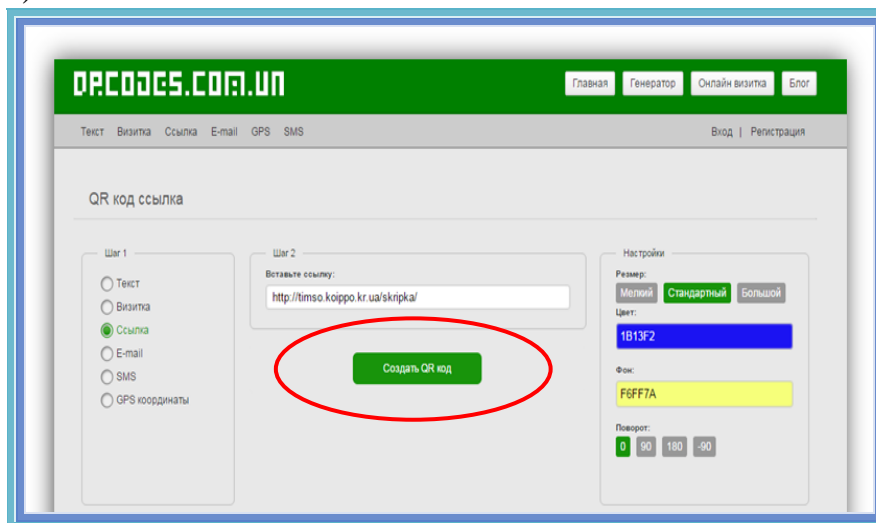 QRCODES.COM.UA
Главная Генератор Онлайн визитка Блог
Текст Визитка Ссылка E-mail GPS SMS
Вход | Регистрация
QR код ссылка
Шаг 1
Текст
Визитка
Ссылка
E-mail
SMS
GPS координаты
Шаг 2
Вставьте ссылку:
http://timso.koippo.kr.ua/skripka/
Создать QR код
Настройки
Размер:
Мелкий Стандартный Большой
Цвет:
1B13F2
Фон:
F6FF7A
Поворот:
0 90 180 -90